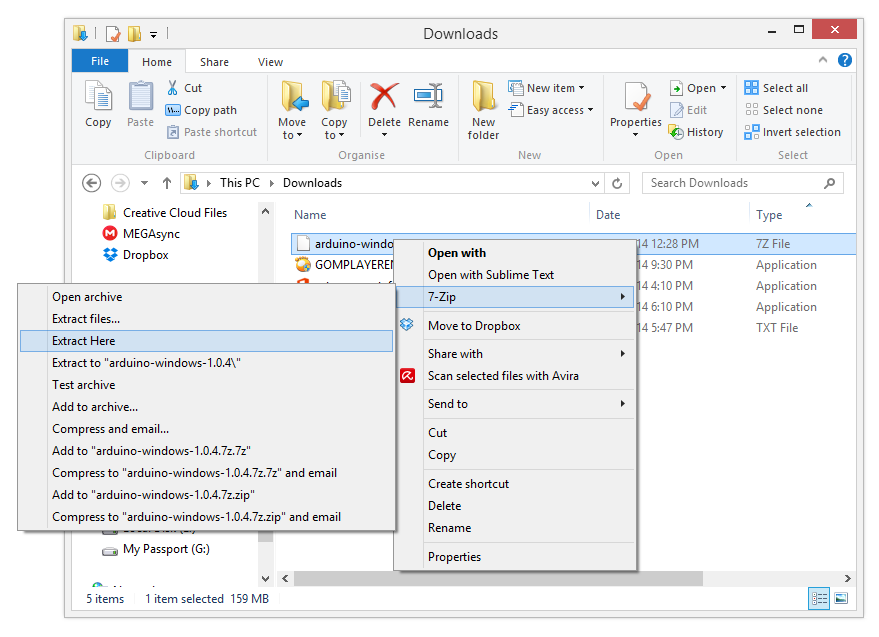 Downloads
File Home Share View
Copy
Paste
Cut
Copy path
Paste shortcut
Clipboard
Move to
Copy to
Delete
Rename
Organise
New folder
New item
Easy access
New
Properties
Open
Edit
History
Open
Select all
Select none
Invert selection
Select
This PC Downloads
Search Downloads
Creative Cloud Files
MEGAsync
Dropbox
My Passport (G:)
Name Date Type
arduino-windo 14 12:28 PM 7Z File
GOMPLAYEREN 14 9:30 PM Application
14 4:10 PM Application
14 6:10 PM Application
14 5:47 PM TXT File
Open with
Open with Sublime Text
7-Zip
Move to Dropbox
Share with
Scan selected files with Avira
Send to
Cut
Copy
Create shortcut
Delete
Rename
Properties
Open archive
Extract files...
Extract Here
Extract to "arduino-windows-1.0.4\"
Test archive
Add to archive...
Compress and email...
Add to "arduino-windows-1.0.4.7z.7z"
Compress to "arduino-windows-1.0.4.7z.7z" and email
Add to "arduino-windows-1.0.4.7z.zip"
Compress to "arduino-windows-1.0.4.7z.zip" and email
5 items 1 item selected 159 MB